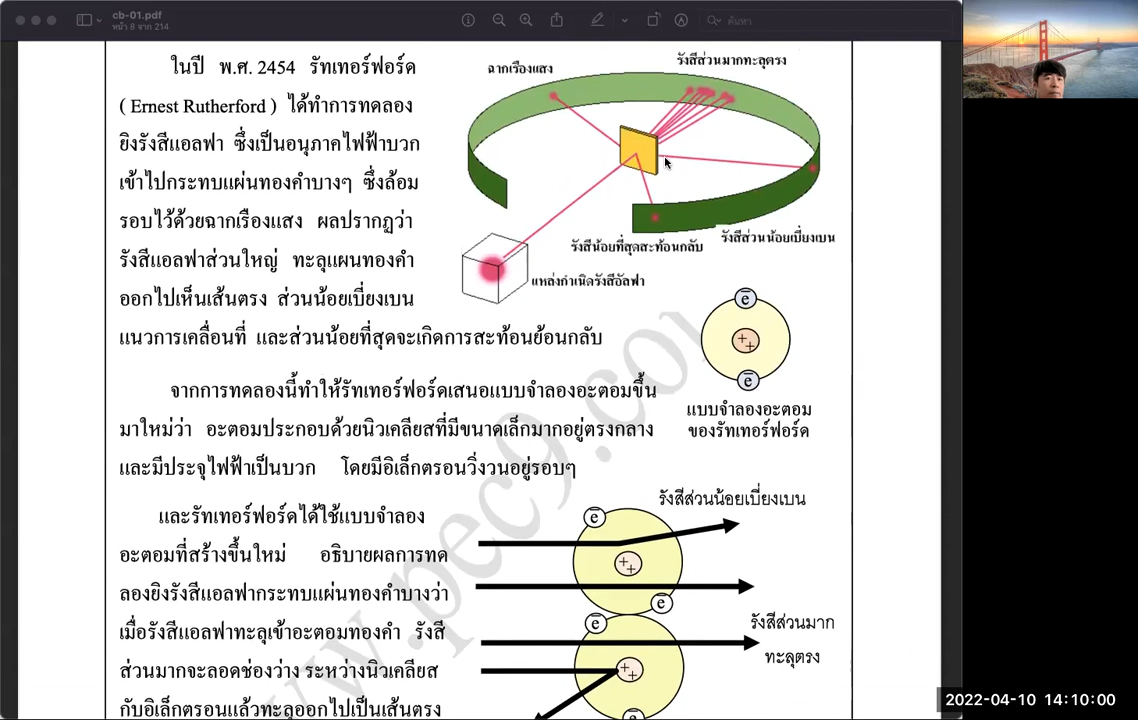 cb-01.pdf
หน้า 8 จาก 214
ค้นหา
ในปี พ.ศ. 2454 รัทเทอร์ฟอร์ด
( Ernest Rutherford ) ได้ทำการทดลอง
ยิงรังสีแอลฟา ซึ่งเป็นอนุภาคไฟฟ้าบวก
เข้าไปกระทบแผ่นทองคำบางๆ ซึ่งล้อม
รอบไว้ด้วยฉากเรืองแสง ผลปรากฏว่า
รังสีแอลฟาส่วนใหญ่ ทะลุแผนทองคำ
ออกไปเห็นเส้นตรง ส่วนน้อยเบี่ยงเบน
แนวการเคลื่อนที่ และส่วนน้อยที่สุดจะเกิดการสะท้อนย้อนกลับ
ฉากเรืองแสง
รังสีส่วนมากทะลุตรง
รังสีน้อยที่สุดสะท้อนกลับ
รังสีส่วนน้อยเบี่ยงเบน
แหล่งกำเนิดรังสีอัลฟา
e
+ +
e
แบบจำลองอะตอม
ของรัทเทอร์ฟอร์ด
จากการทดลองนี้ทำให้รัทเทอร์ฟอร์ดเสนอแบบจำลองอะตอมขึ้น
มาใหม่ว่า อะตอมประกอบด้วยนิวเคลียสที่มีขนาดเล็กมากอยู่ตรงกลาง
และมีประจุไฟฟ้าเป็นบวก โดยมีอิเล็กตรอนวิ่งวนอยู่รอบๆ
และรัทเทอร์ฟอร์ดได้ใช้แบบจำลอง
อะตอมที่สร้างขึ้นใหม่ อธิบายผลการทด
ลองยิงรังสีแอลฟากระทบแผ่นทองคำบางว่า
เมื่อรังสีแอลฟาทะลุเข้าอะตอมทองคำ รังสี
ส่วนมากจะลอดช่องว่าง ระหว่างนิวเคลียส
กับอิเล็กตรอนแล้วทะลุออกไปเป็นเส้นตรง
รังสีส่วนน้อยเบี่ยงเบน
e
+ +
e
e
รังสีส่วนมาก
ทะลุตรง
+ +
e
www.pec9.com
2022-04-10 14:10:00